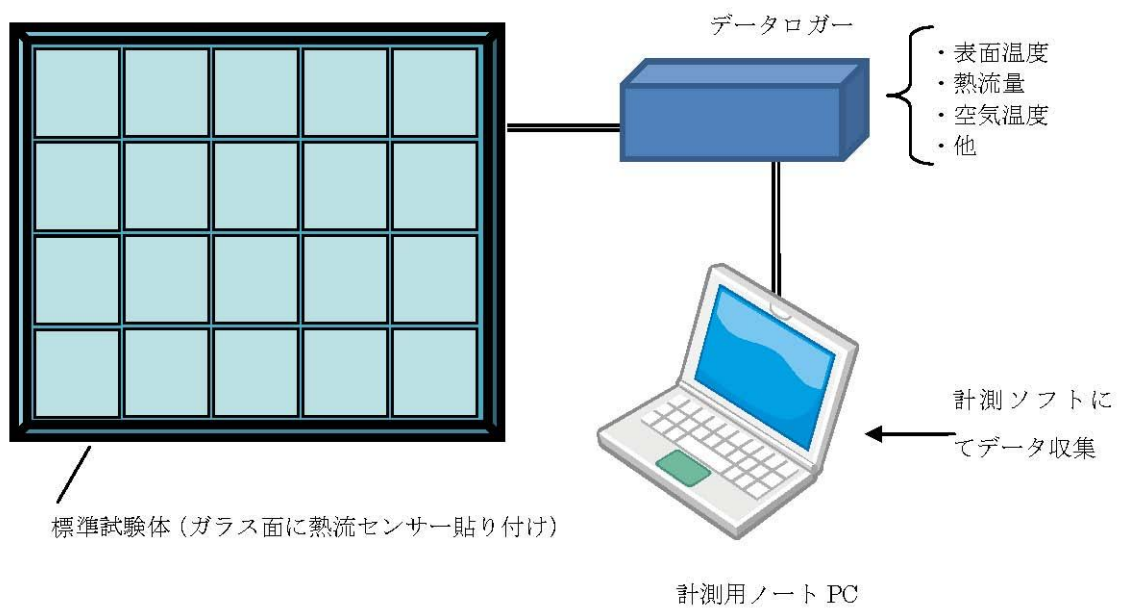 データロガー
・表面温度
・熱流量
・空気温度
・他
計測ソフトに
てデータ収集
標準試験体（ガラス面に熱流センサー貼り付け）
計測用ノート PC